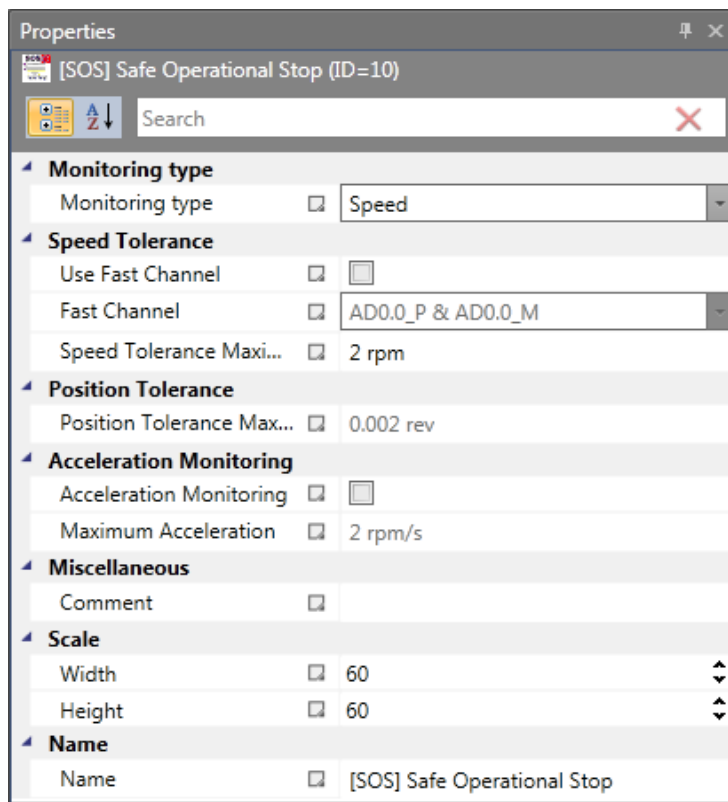 Properties
[SOS] Safe Operational Stop (ID=10)
Search
Monitoring type
Monitoring type Speed
Speed Tolerance
Use Fast Channel
Fast Channel AD0.0_P & AD0.0_M
Speed Tolerance Maxi... 2 rpm
Position Tolerance
Position Tolerance Max... 0.002 rev
Acceleration Monitoring
Acceleration Monitoring
Maximum Acceleration 2 rpm/s
Miscellaneous
Comment
Scale
Width 60
Height 60
Name
Name [SOS] Safe Operational Stop